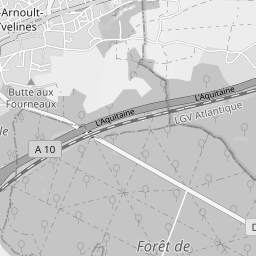 -Arnoult-
Yvelines
Butte aux
Fourneaux
L'Aquitaine
L'Aquitaine
LGV Atlantique
A 10
D
Forêt de